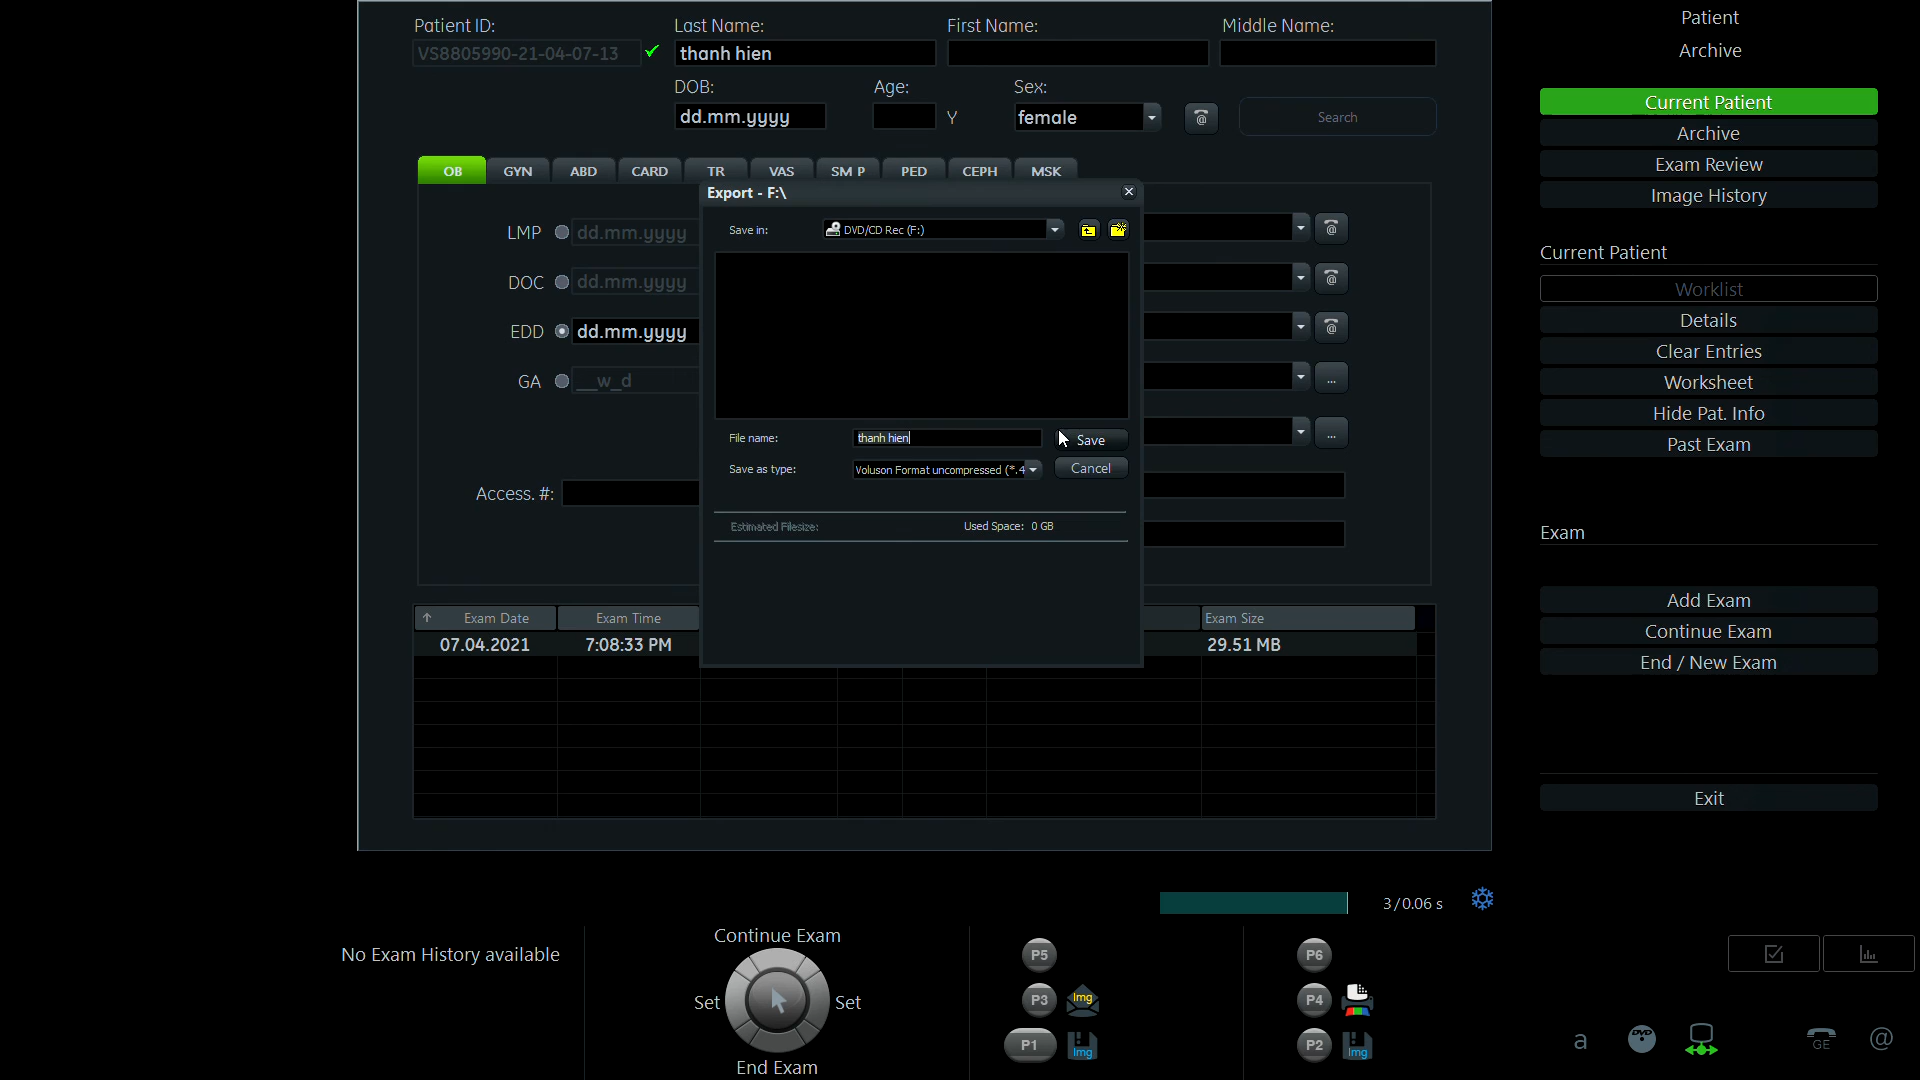 Patient ID:
Last Name:
First Name:
Middle Name:
VS8805990-21-04-07-13
thanh hien
DOB:
Age:
Sex:
dd.mm.yyyy
Y
female
@
Search
OB
GYN
ABD
CARD
TR
VAS
SM P
PED
CEPH
MSK
Export - F:\
LMP
dd.mm.yyyy
Save in:
DVD/CD Rec (F:)
@
DOC
dd.mm.yyyy
@
EDD
dd.mm.yyyy
@
GA
__w_d
...
File name:
thanh hien
Save
...
Save as type:
Voluson Format uncompressed (*.4
Cancel
Access. #:
Estimated Filesize:
Used Space: 0 GB
Exam Date
Exam Time
Exam Size
07.04.2021
7:08:33 PM
29.51 MB
Patient
Archive
Current Patient
Archive
Exam Review
Image History
Current Patient
Worklist
Details
Clear Entries
Worksheet
Hide Pat. Info
Past Exam
Exam
Add Exam
Continue Exam
End / New Exam
Exit
3/0.06 s
No Exam History available
Continue Exam
Set
Set
End Exam
P5
P3
Img
P1
Img
P6
P4
P2
Img
a
DVD
GE
@